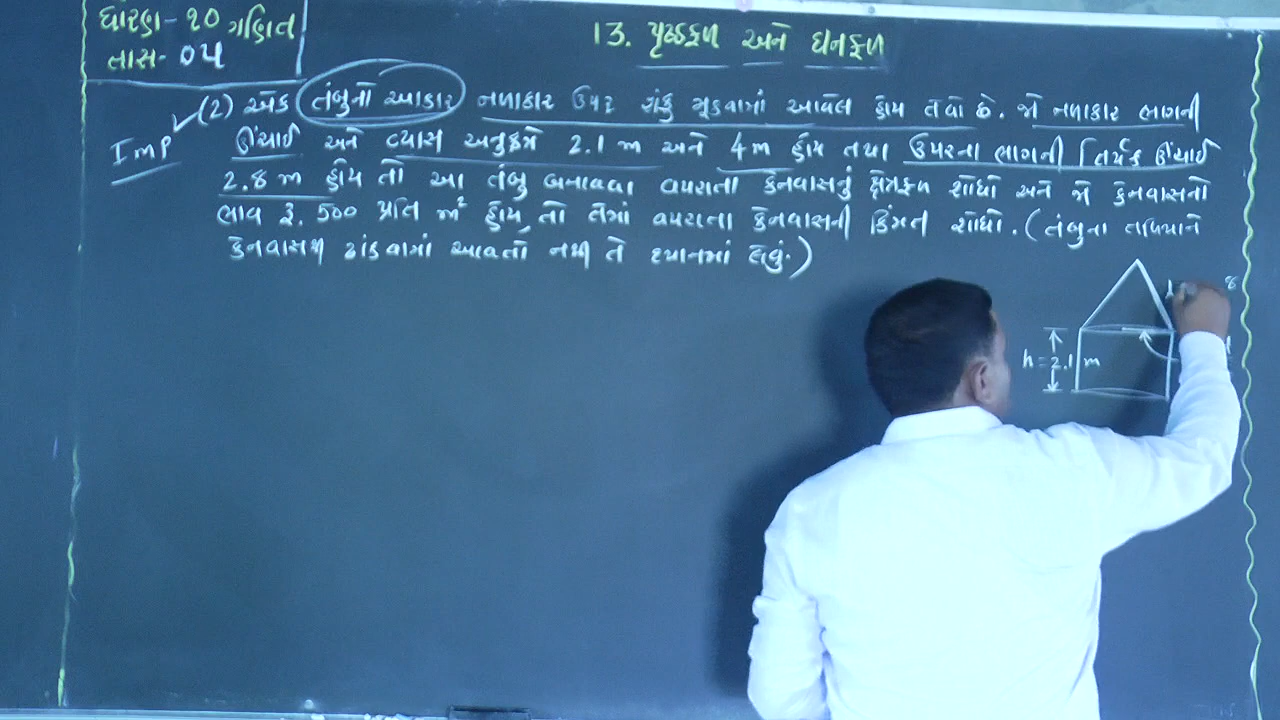 ધોરણ- ૧૦ ગણિત
તાસ- ૦૫
13. પૃષ્ઠફળ અને ઘનફળ
IMP
(2) એક તંબુનો આકાર નળાકાર ઉપર શંકુ મૂકવામાં આવેલ હોય તેવો છે. જો નળાકાર ભાગની
ઊંચાઈ અને વ્યાસ અનુક્રમે 2.1 m અને 4 m હોય તથા ઉપરના ભાગની તિર્યક ઊંચાઈ
2.8 m હોય તો આ તંબુ બનાવવા વપરાતા કેનવાસનું ક્ષેત્રફળ શોધો અને જો કેનવાસનો
ભાવ રૂ. 500 પ્રતિ m² હોય, તો તેમાં વપરાતા કેનવાસની કિંમત શોધો. (તંબુના તળિયાને
કેનવાસથી ઢાંકવામાં આવતો નથી તે ધ્યાનમાં લેવું.)
8
h = 2.1 m